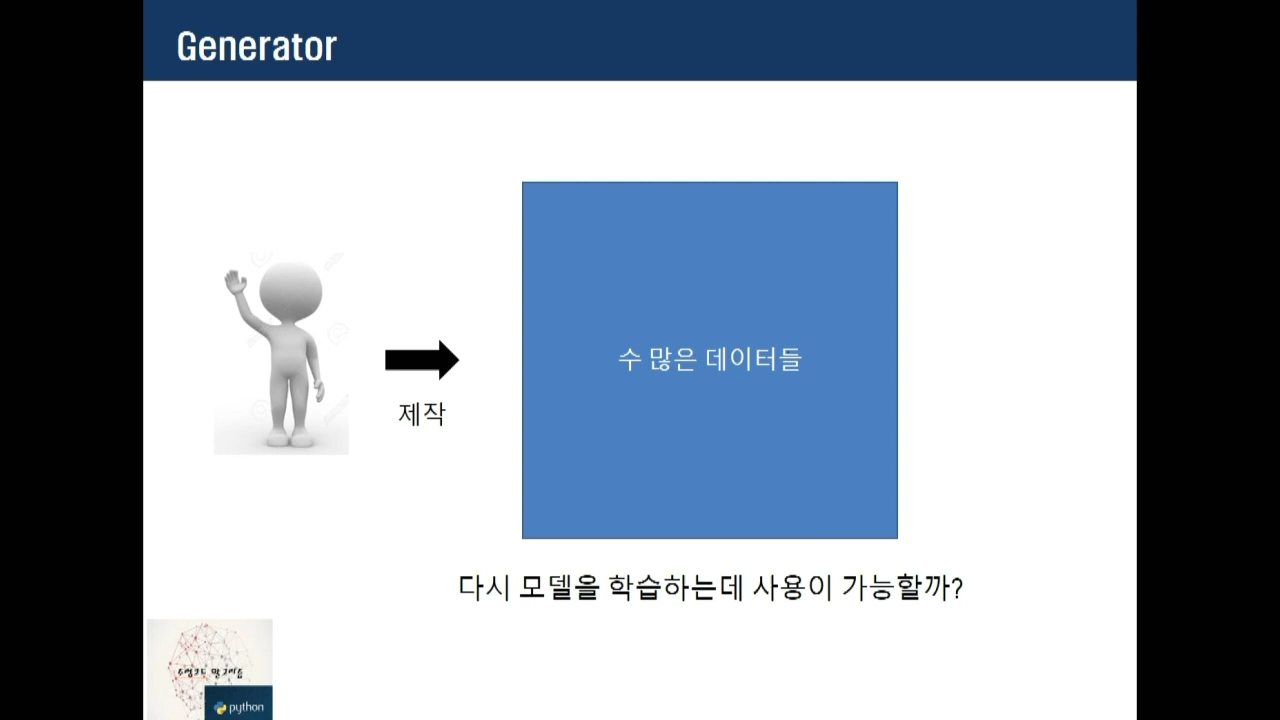 Generator
수 많은 데이터들
제작
다시 모델을 학습하는데 사용이 가능할까?
python